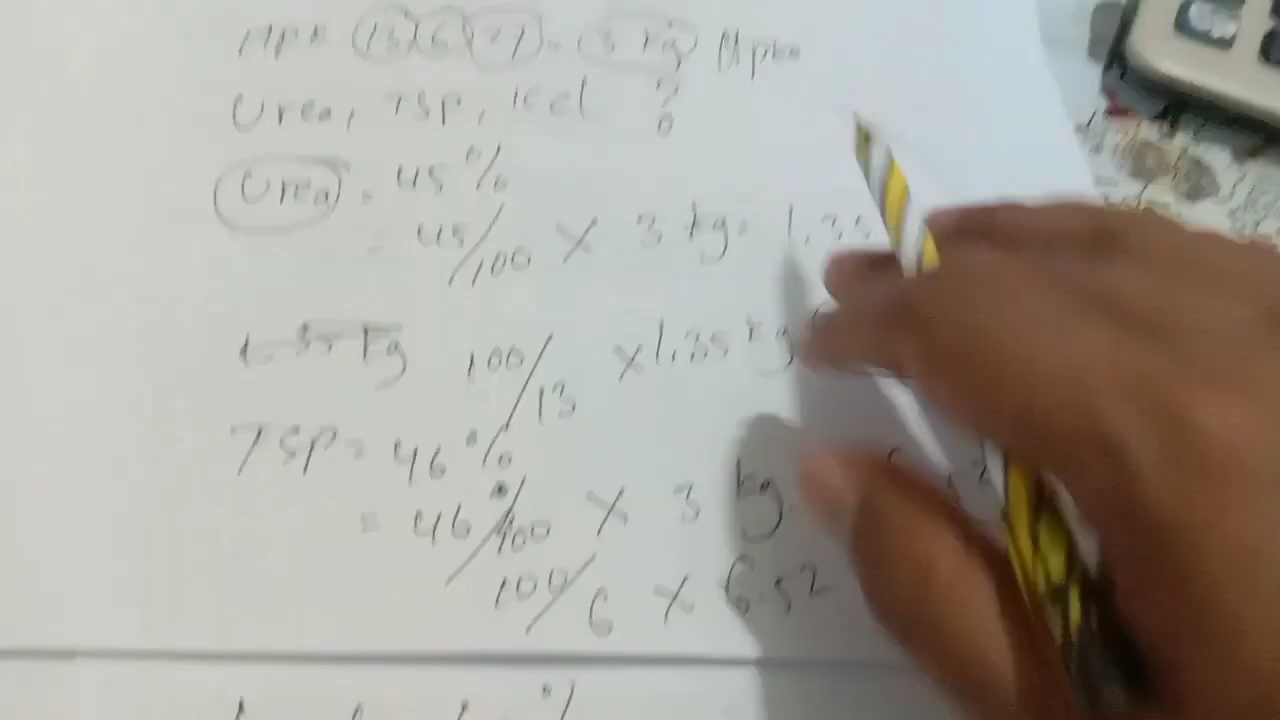 NPK 13 6 27 = 3 kg Npk
Urea, TSP, KCl ?
Urea = 45%
= 45/100 X 3 kg = 1.35
1.35 kg 100/13 x 1.35 kg
TSP = 46%
= 46/100 X 3 kg
100/6 X 6.52
%